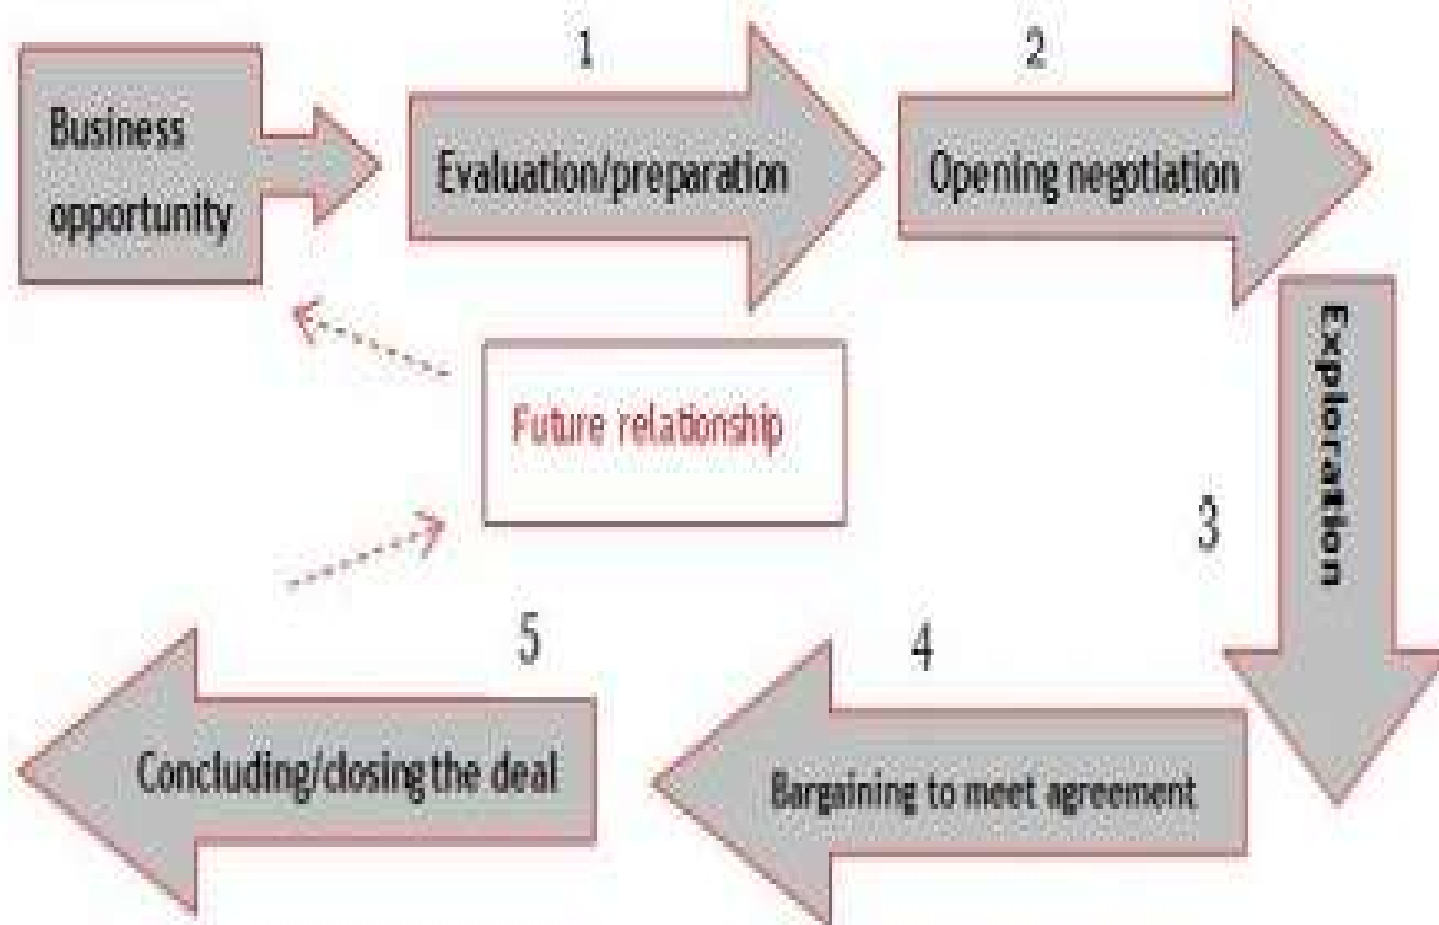 Business
opportunity
1
Evaluation/preparation
2
Opening negotiation
3
Exploration
4
Bargaining to meet agreement
5
Concluding/closing the deal
Future relationship